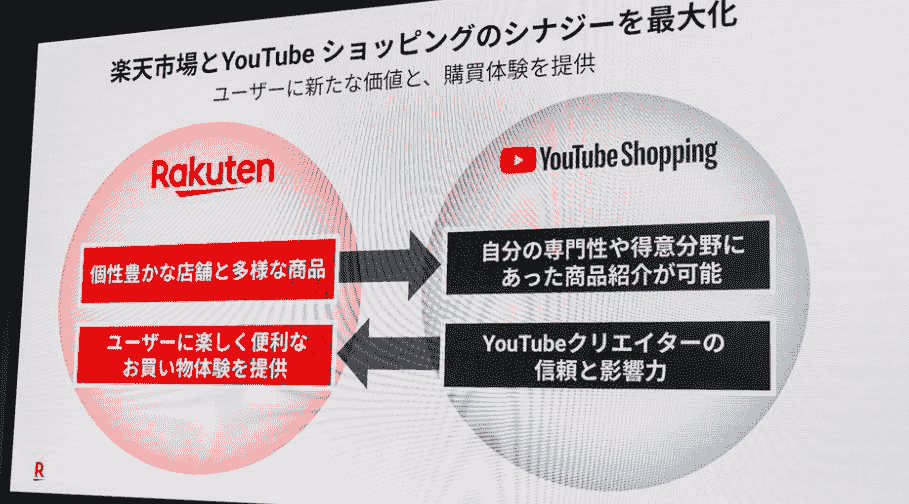 楽天市場とYouTube ショッピングのシナジーを最大化
ユーザーに新たな価値と、購買体験を提供
Rakuten
YouTube Shopping
個性豊かな店舗と多様な商品
自分の専門性や得意分野に
あった商品紹介が可能
ユーザーに楽しく便利な
お買い物体験を提供
YouTubeクリエイターの
信頼と影響力
R